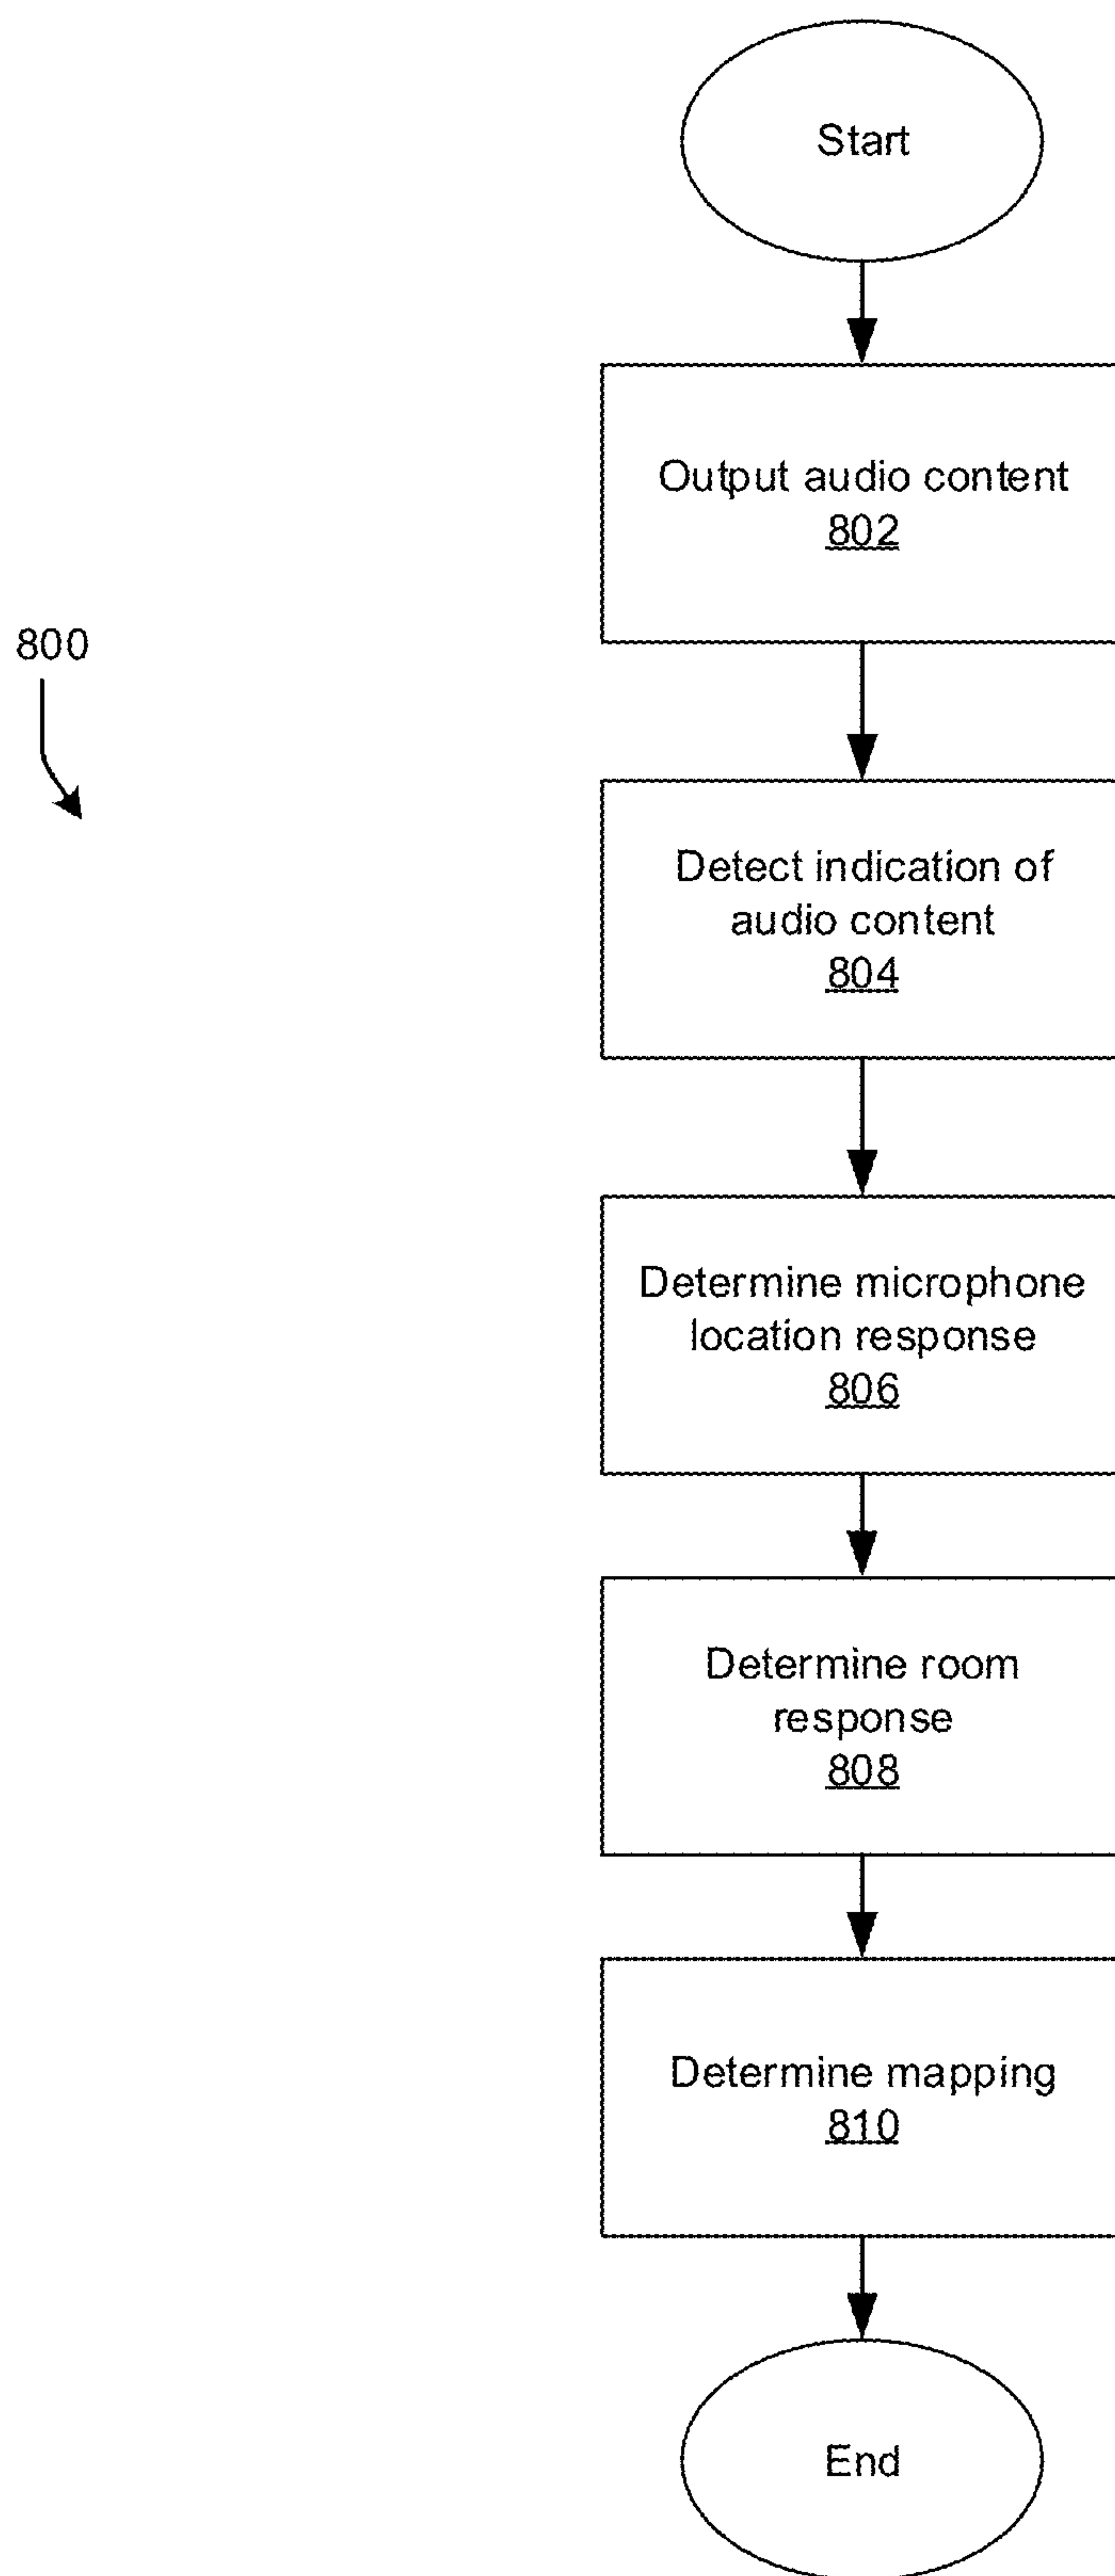 Start
Output audio content
802
800
Detect indication of
audio content
804
Determine microphone
location response
806
Determine room
response
808
Determine mapping
810
End